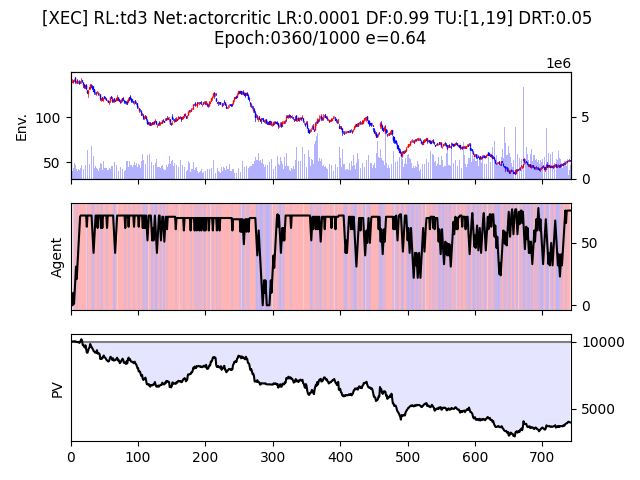 [XEC] RL:td3 Net:actorcritic LR:0.0001 DF:0.99 TU:[1,19] DRT:0.05
Epoch:0360/1000 e=0.64
1e6
Env.
100
50
5
0
Agent
50
0
PV
10000
5000
0 100 200 300 400 500 600 700